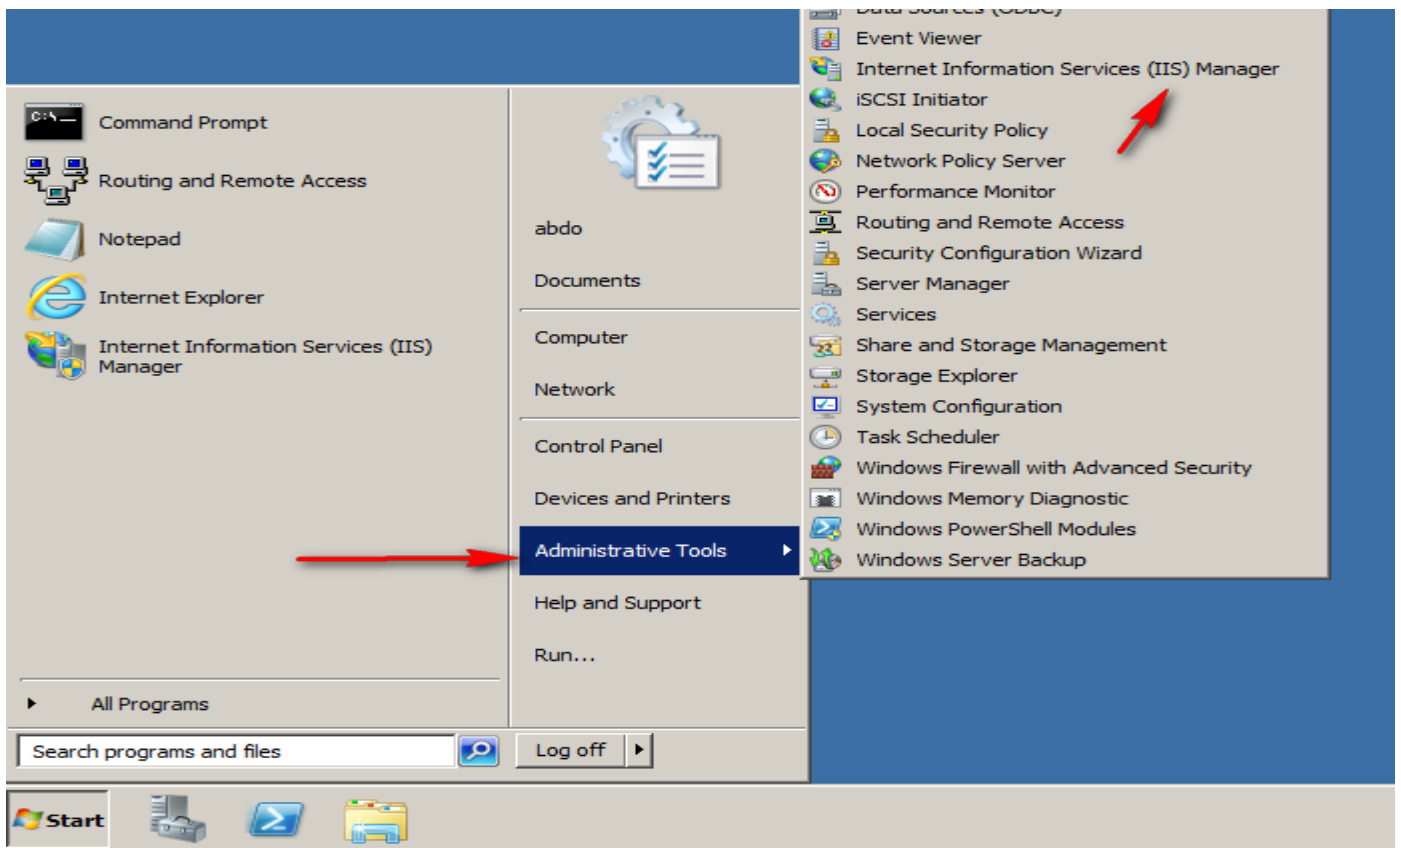 Data Sources (ODBC)
Event Viewer
Internet Information Services (IIS) Manager
iSCSI Initiator
Local Security Policy
Network Policy Server
Performance Monitor
Routing and Remote Access
Security Configuration Wizard
Server Manager
Services
Share and Storage Management
Storage Explorer
System Configuration
Task Scheduler
Windows Firewall with Advanced Security
Windows Memory Diagnostic
Windows PowerShell Modules
Windows Server Backup
C:\
Command Prompt
Routing and Remote Access
Notepad
Internet Explorer
Internet Information Services (IIS)
Manager
All Programs
Search programs and files
abdo
Documents
Computer
Network
Control Panel
Devices and Printers
Administrative Tools
Help and Support
Run...
Log off
Start